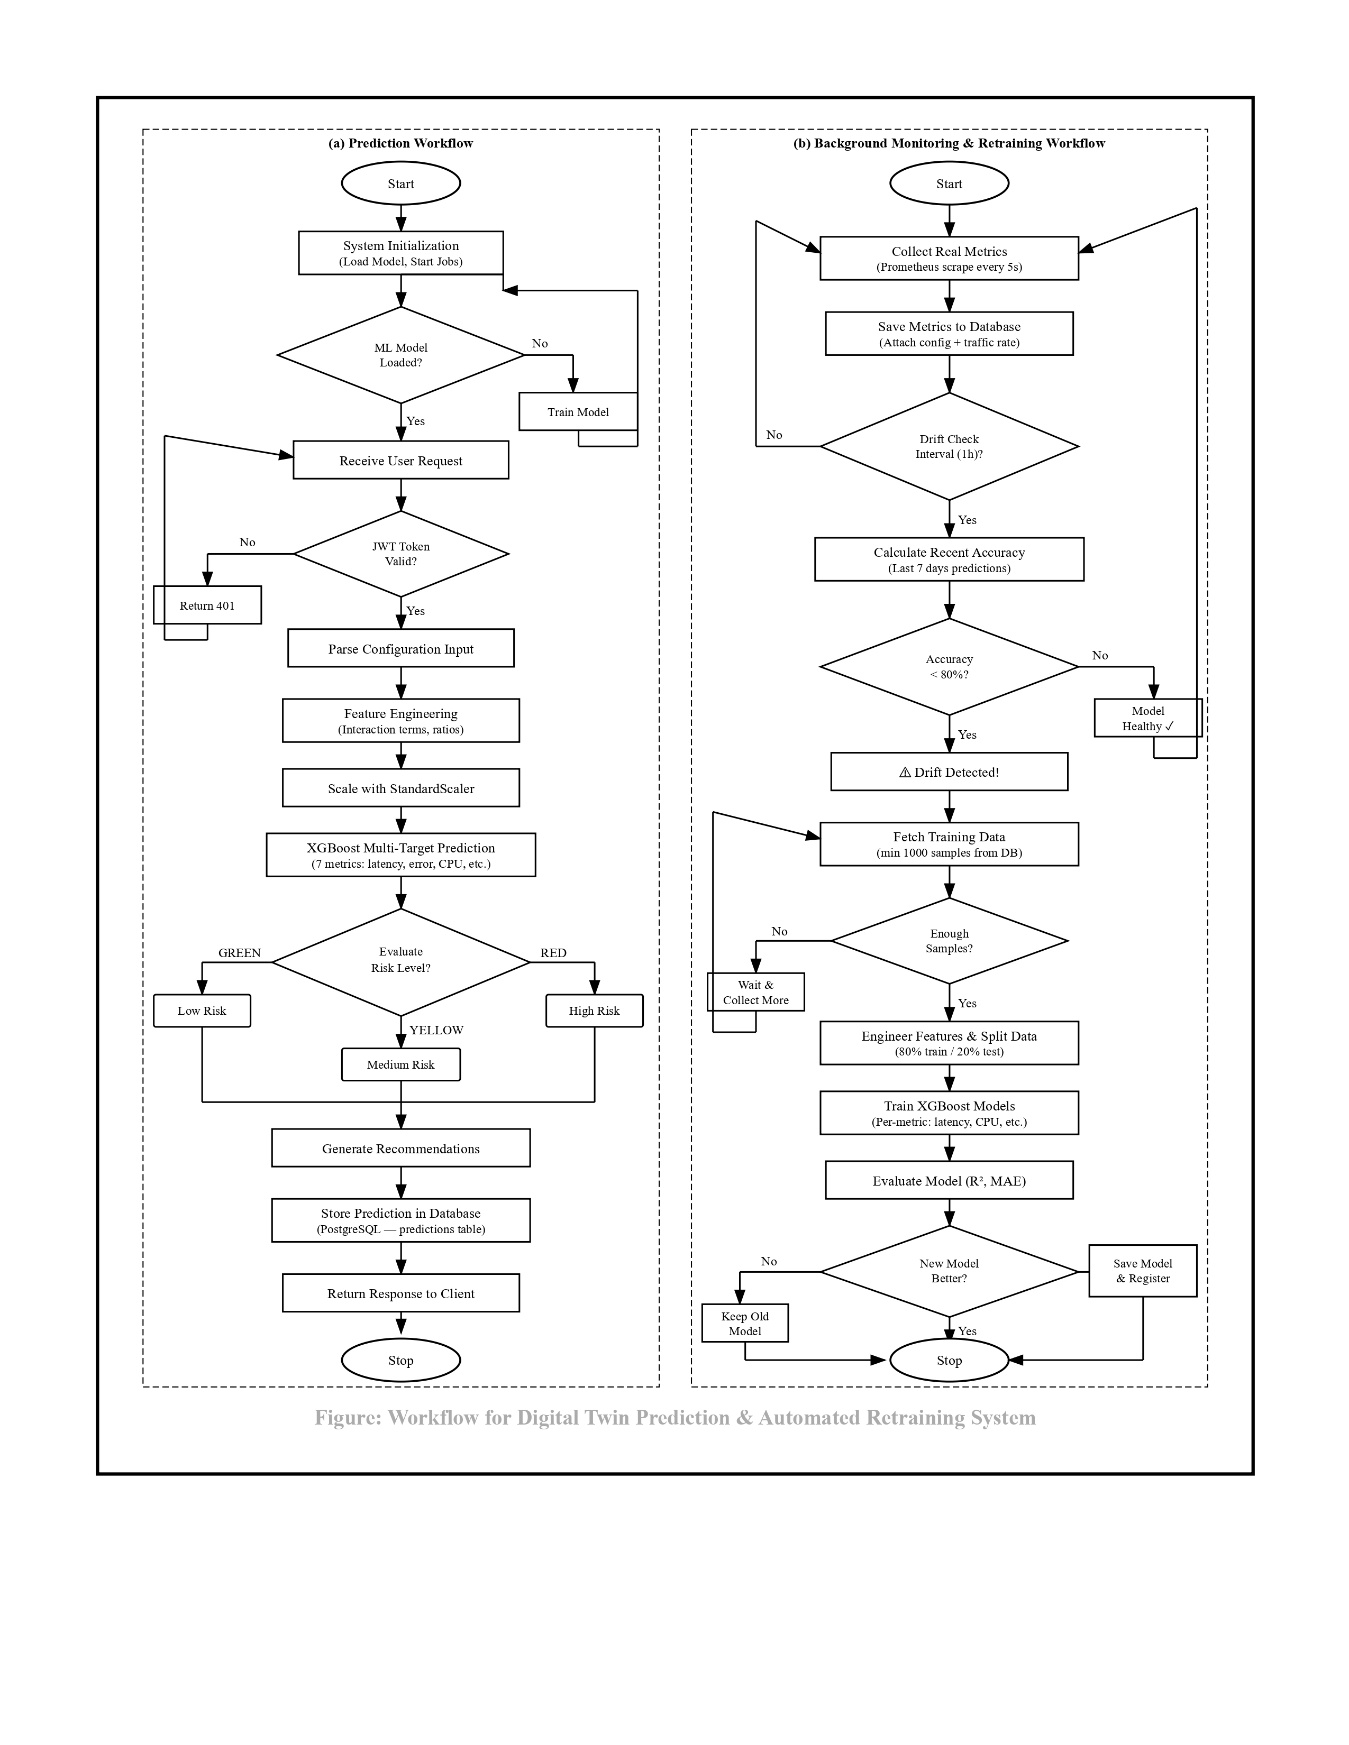 (a) Prediction Workflow
Start
System Initialization
(Load Model, Start Jobs)
ML Model
Loaded?
No
Train Model
Yes
Receive User Request
JWT Token
Valid?
No
Return 401
Yes
Parse Configuration Input
Feature Engineering
(Interaction terms, ratios)
Scale with StandardScaler
XGBoost Multi-Target Prediction
(7 metrics: latency, error, CPU, etc.)
Evaluate
Risk Level?
GREEN
RED
Low Risk
High Risk
YELLOW
Medium Risk
Generate Recommendations
Store Prediction in Database
(PostgreSQL — predictions table)
Return Response to Client
Stop
(b) Background Monitoring & Retraining Workflow
Start
Collect Real Metrics
(Prometheus scrape every 5s)
Save Metrics to Database
(Attach config + traffic rate)
Drift Check
Interval (1h)?
No
Yes
Calculate Recent Accuracy
(Last 7 days predictions)
Accuracy
< 80%?
No
Model
Healthy ✓
Yes
⚠ Drift Detected!
Fetch Training Data
(min 1000 samples from DB)
Enough
Samples?
No
Wait &
Collect More
Yes
Engineer Features & Split Data
(80% train / 20% test)
Train XGBoost Models
(Per-metric: latency, CPU, etc.)
Evaluate Model (R², MAE)
New Model
Better?
No
Save Model
& Register
Keep Old
Model
Yes
Stop
Figure: Workflow for Digital Twin Prediction & Automated Retraining System